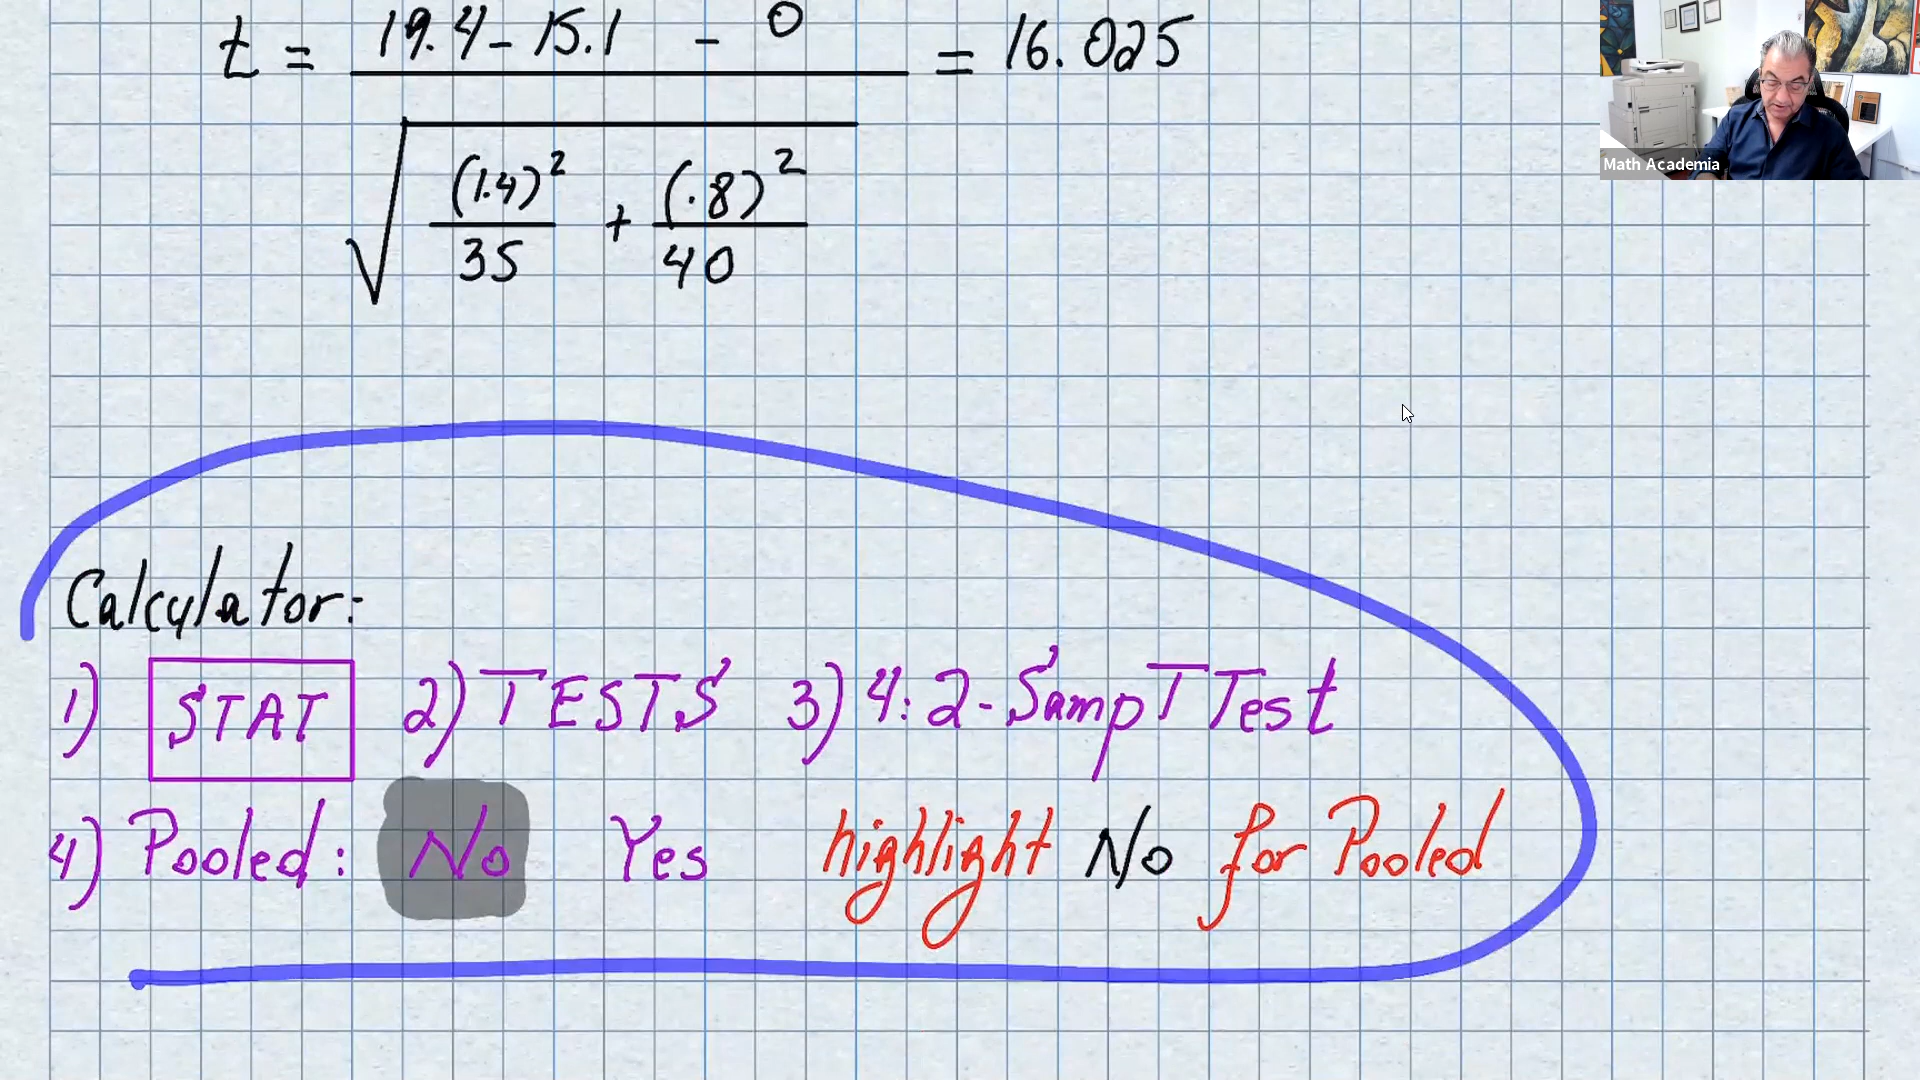 t = 19.4 - 15.1 - 0 = 16.025
(1.4)² + (.8)²
35 40
Math Academia
Calculator:
1) STAT 2) TESTS 3) 4: 2-SampTTest
4) Pooled: No Yes highlight No for Pooled